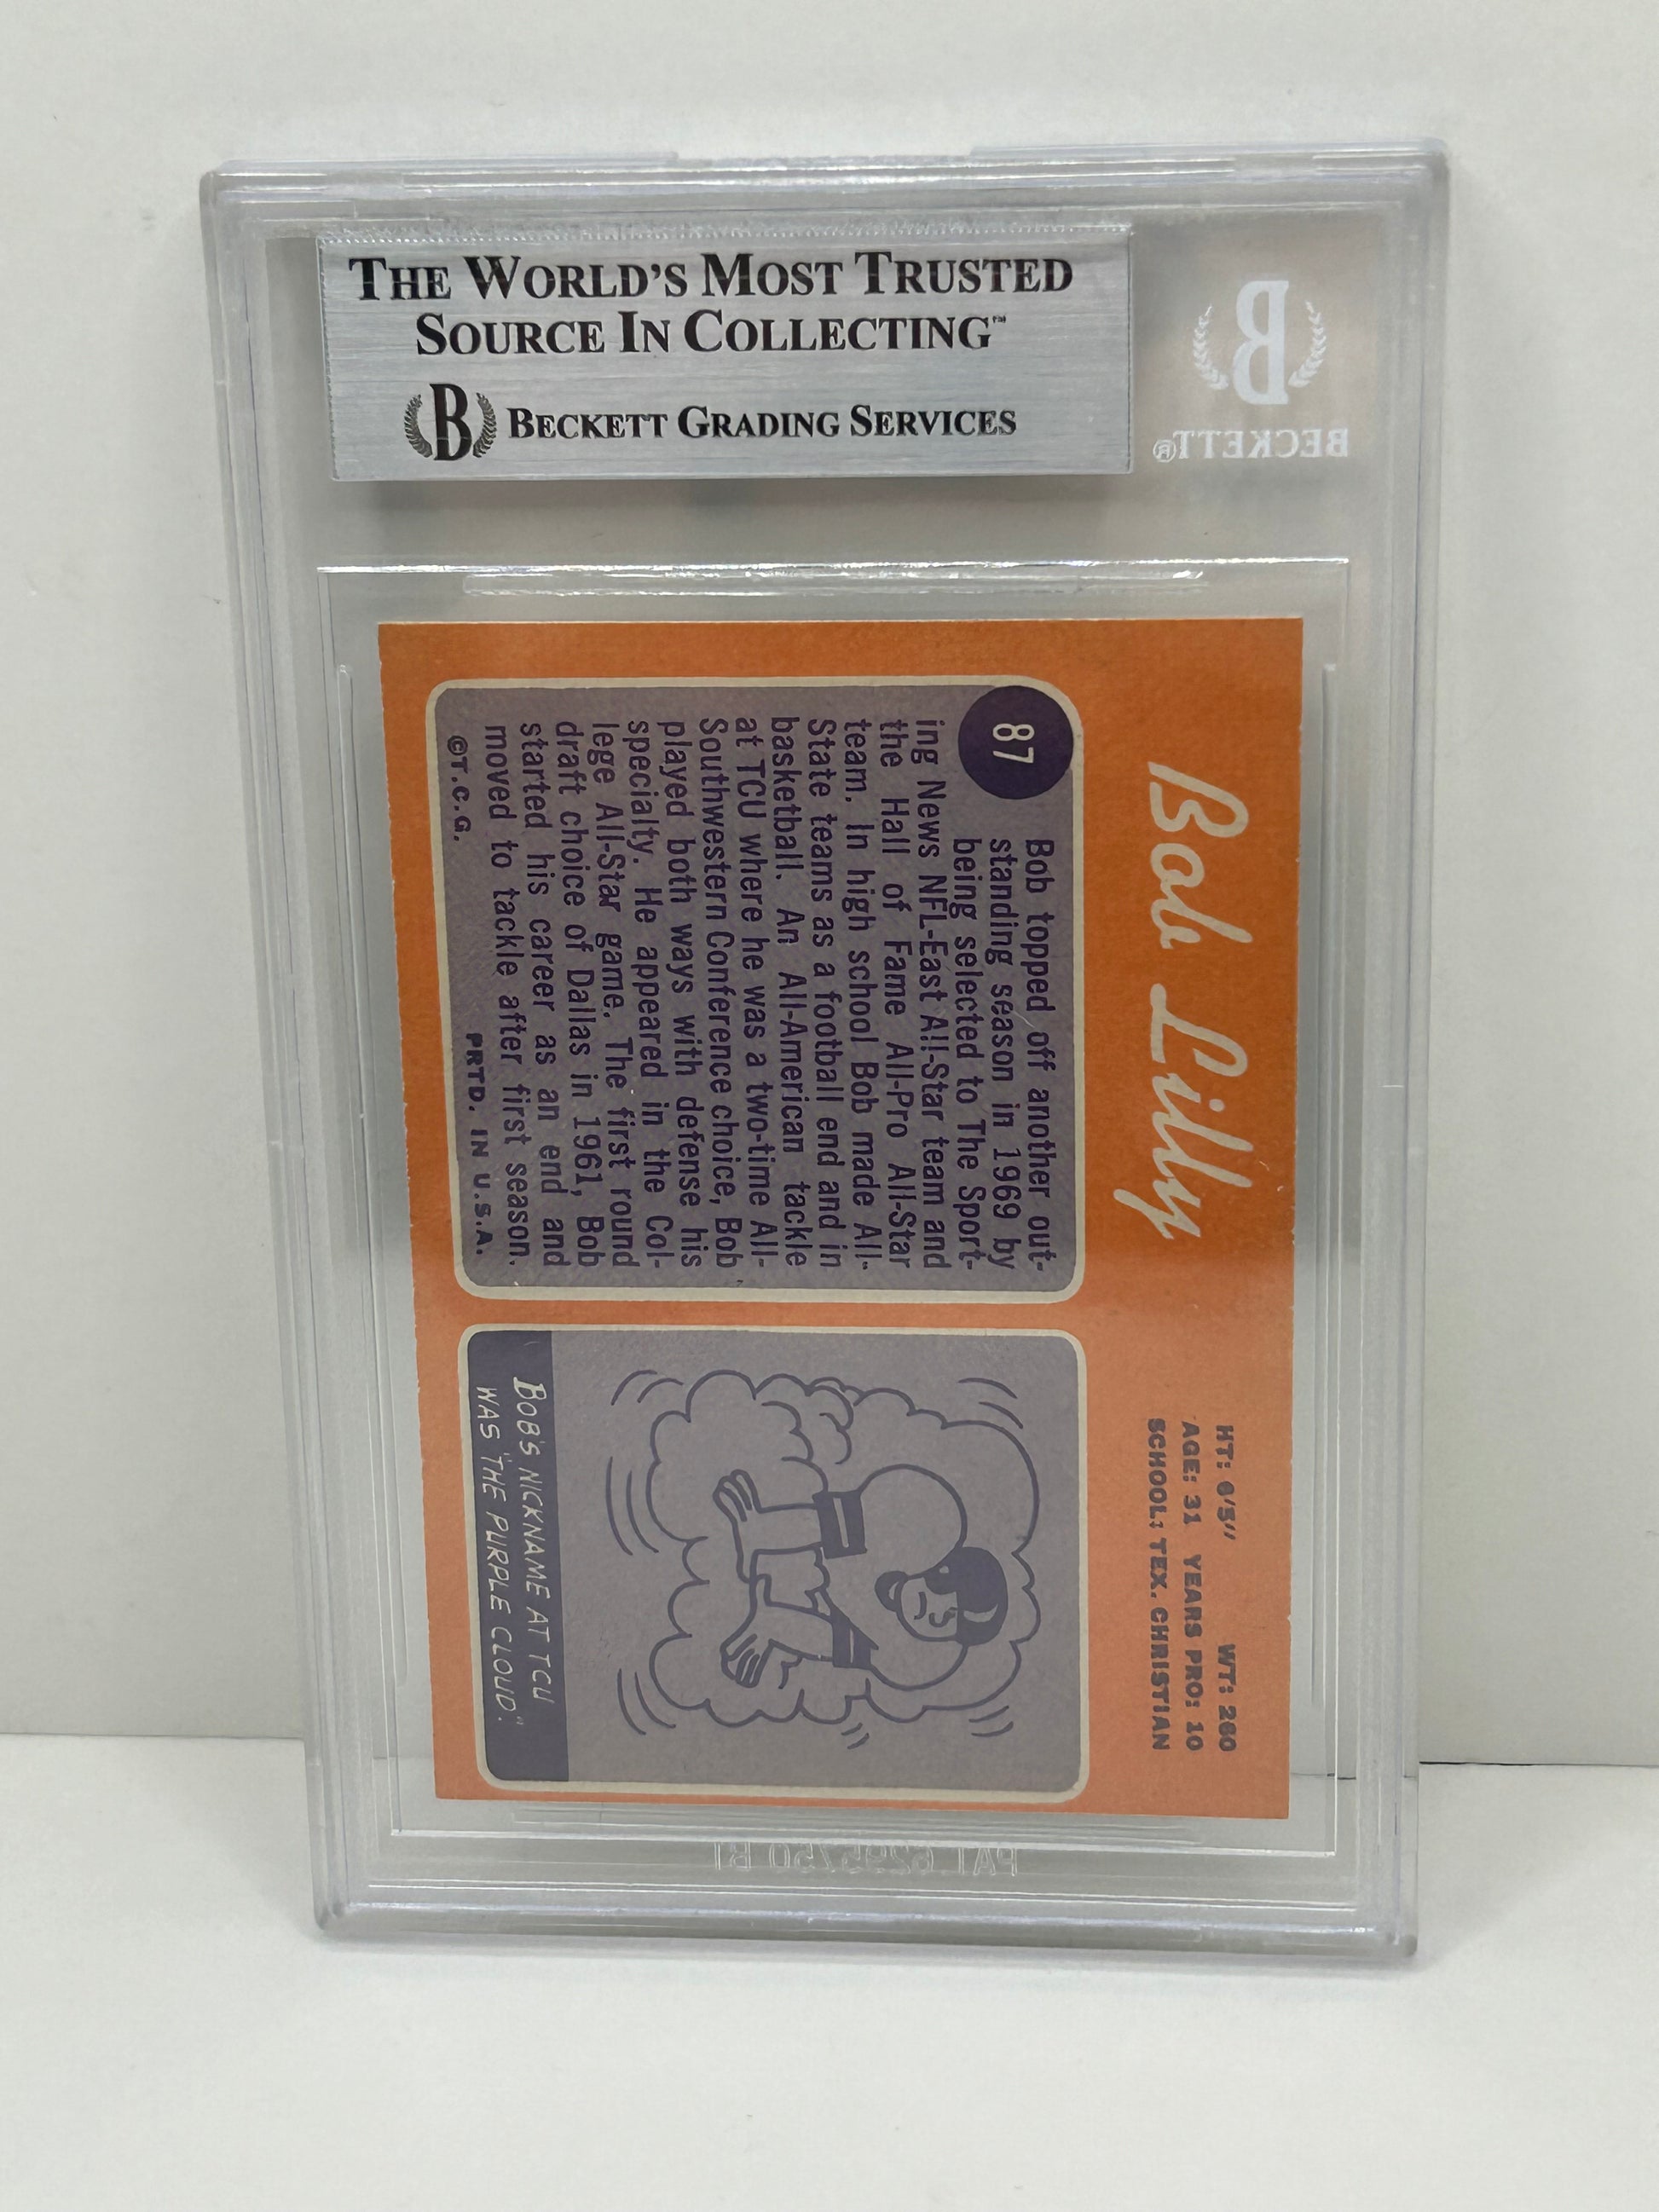 THE WORLD'S MOST TRUSTED
SOURCE IN COLLECTING™
B BECKETT GRADING SERVICES
B
BECKETT®
Bob Lilly
HT: 6'5" WT: 260
AGE: 31 YEARS PRO: 10
SCHOOL: TEX. CHRISTIAN
87
Bob topped off another out-
standing season in 1969 by
being selected to The Sport-
ing News NFL-East All-Star team and
the Hall of Fame All-Pro All-Star
team. In high school Bob made All-
State teams as a football end and in
basketball. An All-American tackle
at TCU where he was a two-time All-
Southwestern Conference choice, Bob
played both ways with defense his
specialty. He appeared in the Col-
lege All-Star game. The first round
draft choice of Dallas in 1961, Bob
started his career as an end and
moved to tackle after first season.
©T.C.G. PRTD. IN U.S.A.
BOB'S NICKNAME AT TCU
WAS "THE PURPLE CLOUD."
PAT. 6295750 B1